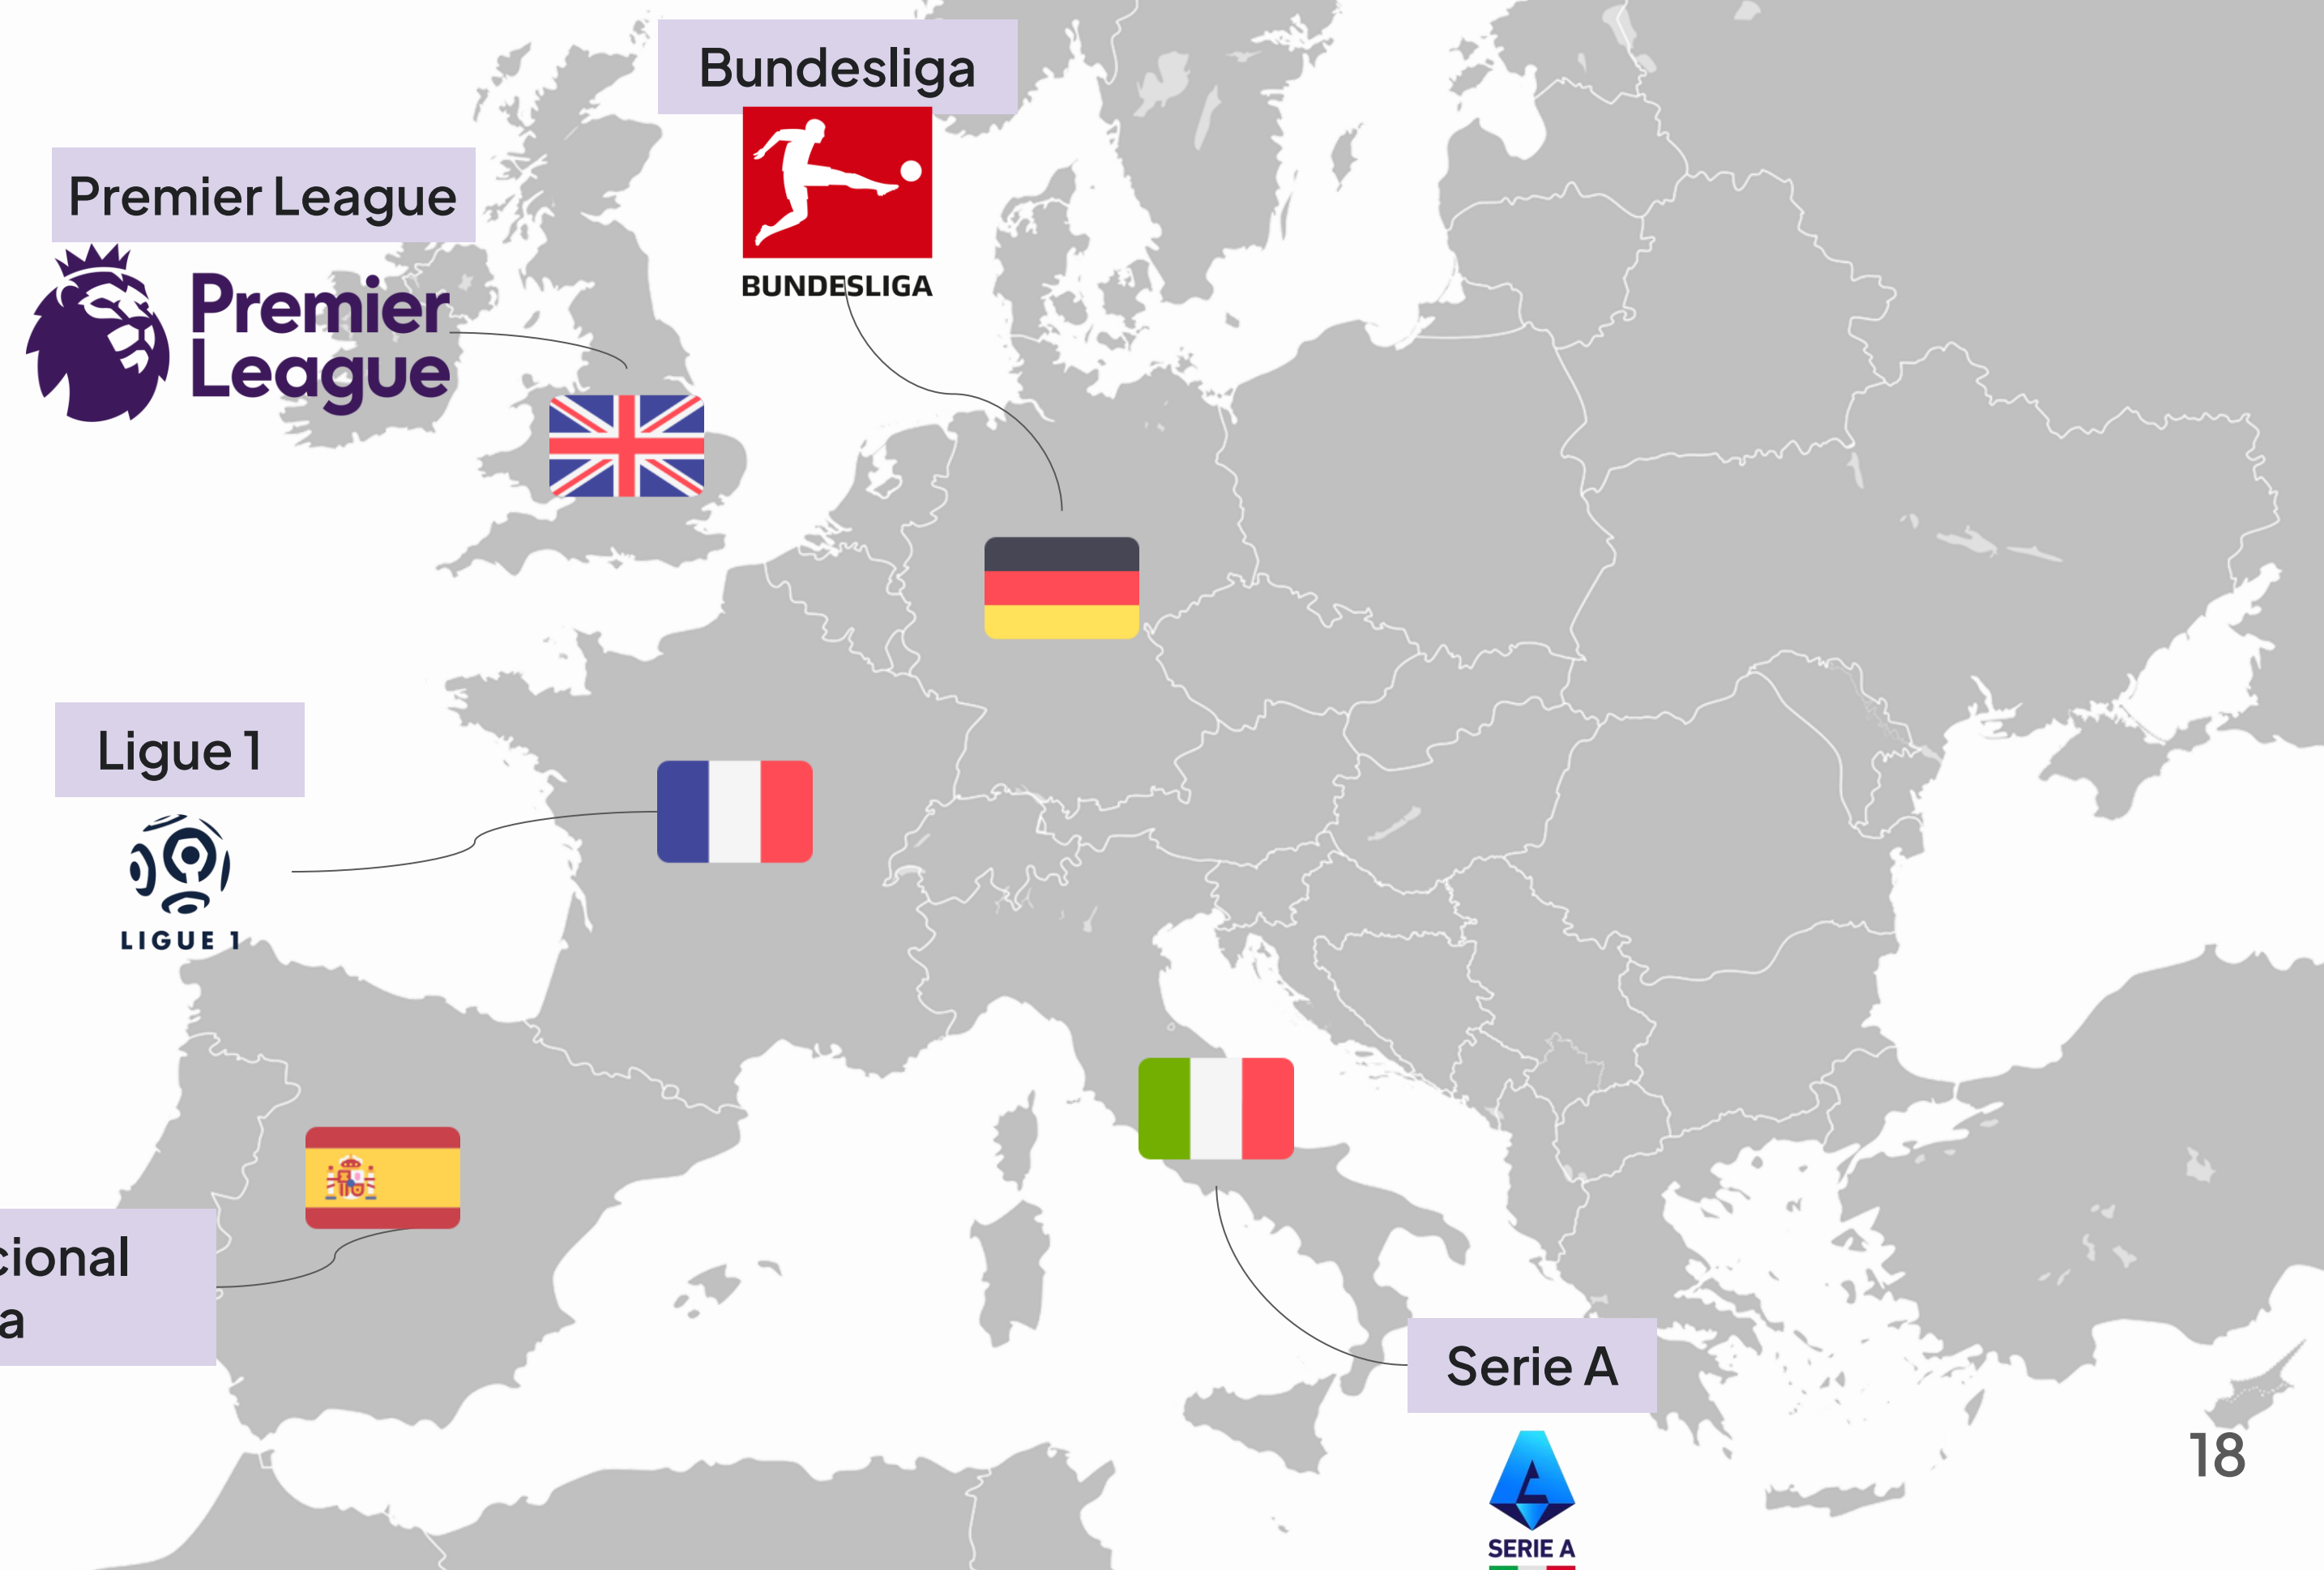 Bundesliga
BUNDESLIGA
Premier League
Premier
League
Ligue 1
LIGUE 1
cional
a
Serie A
SERIE A
18